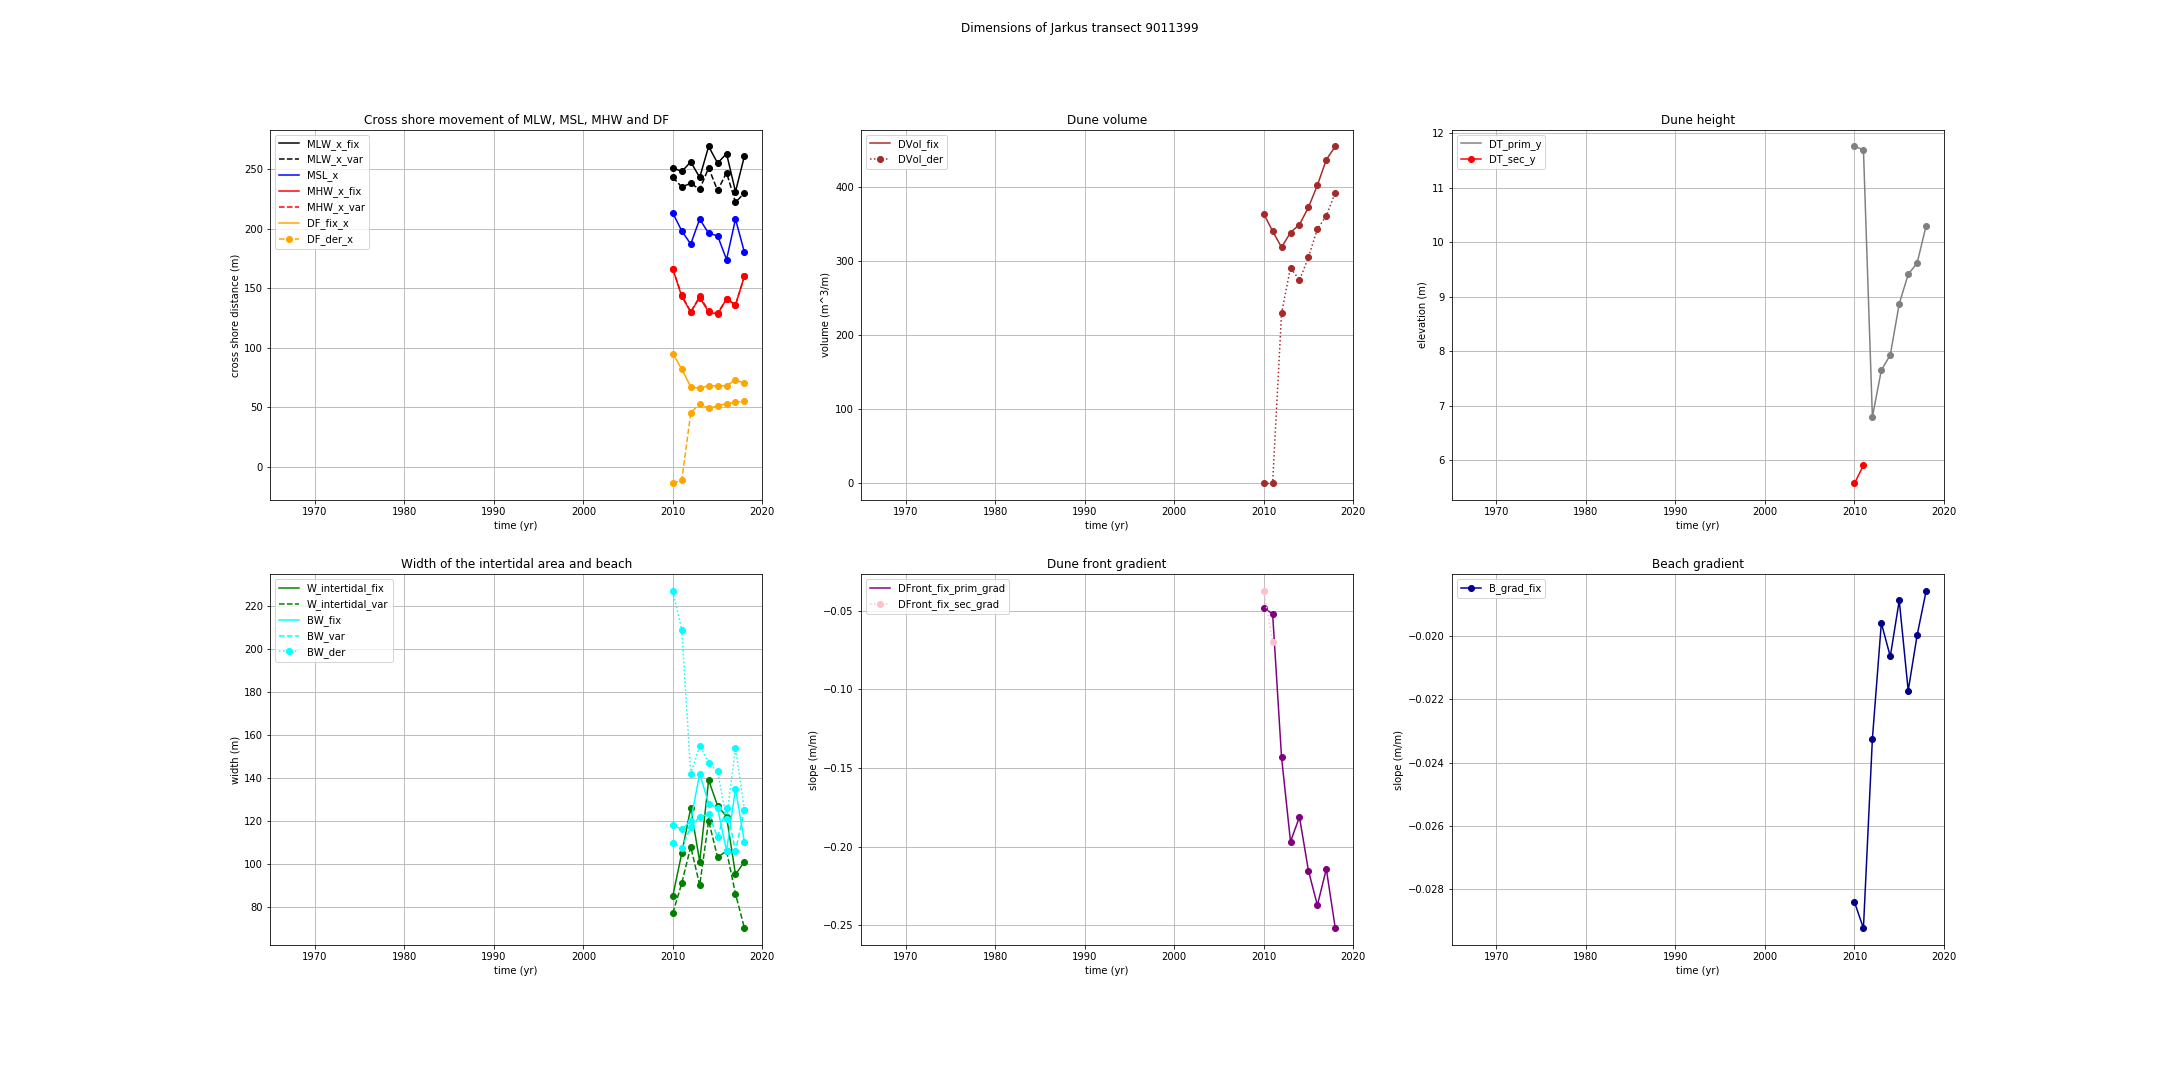 Dimensions of Jarkus transect 9011399
Cross shore movement of MLW, MSL, MHW and DF
MLW_x_fix
MLW_x_var
MSL_x
MHW_x_fix
MHW_x_var
DF_fix_x
DF_der_x
250
200
150
100
50
0
cross shore distance (m)
1970 1980 1990 2000 2010 2020
time (yr)
Dune volume
DVol_fix
DVol_der
400
300
200
100
0
volume (m^3/m)
1970 1980 1990 2000 2010 2020
time (yr)
Dune height
DT_prim_y
DT_sec_y
12
11
10
9
8
7
6
elevation (m)
1970 1980 1990 2000 2010 2020
time (yr)
Width of the intertidal area and beach
W_intertidal_fix
W_intertidal_var
BW_fix
BW_var
BW_der
220
200
180
160
140
120
100
80
width (m)
1970 1980 1990 2000 2010 2020
time (yr)
Dune front gradient
DFront_fix_prim_grad
DFront_fix_sec_grad
−0.05
−0.10
−0.15
−0.20
−0.25
slope (m/m)
1970 1980 1990 2000 2010 2020
time (yr)
Beach gradient
B_grad_fix
−0.020
−0.022
−0.024
−0.026
−0.028
slope (m/m)
1970 1980 1990 2000 2010 2020
time (yr)